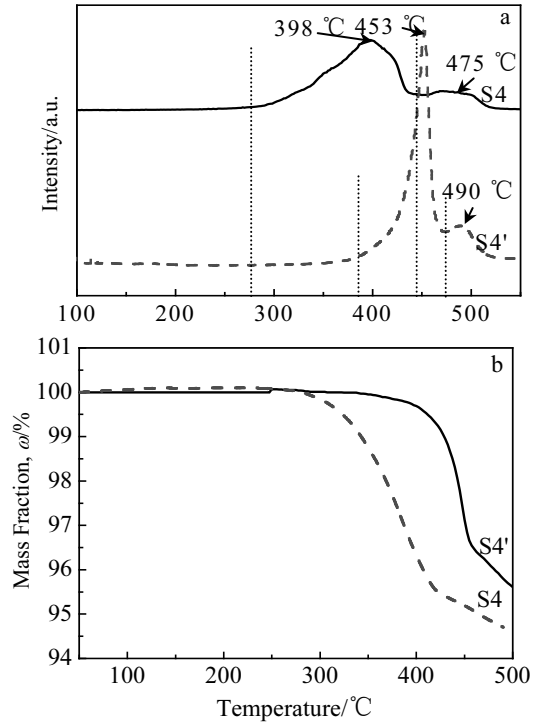 a
398 ℃ 453 ℃
475 ℃
S4
490 ℃
S4'
Intensity/a.u.
100 200 300 400 500
b
101
100
99
98
97
96
95
94
Mass Fraction, ω/%
S4'
S4
100 200 300 400 500
Temperature/℃